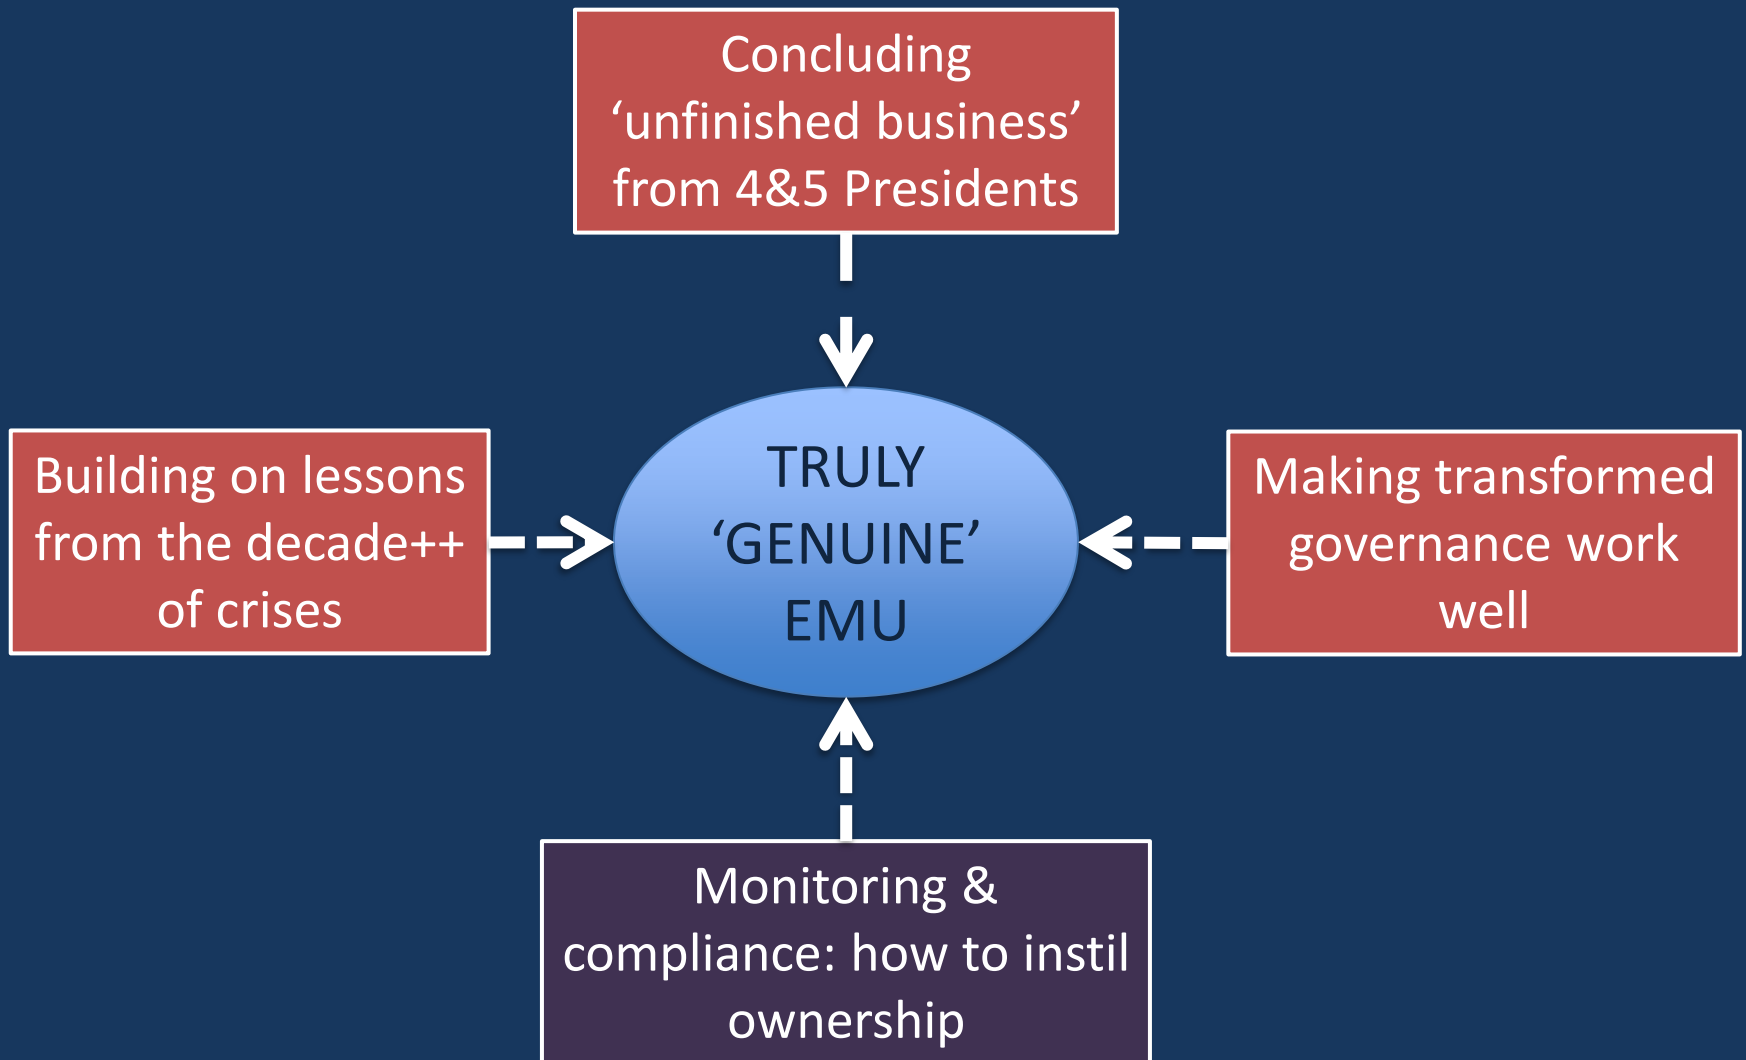 Concluding
‘unfinished business’
from 4&5 Presidents
Building on lessons
from the decade++
of crises
TRULY
‘GENUINE’
EMU
Making transformed
governance work
well
Monitoring &
compliance: how to instil
ownership